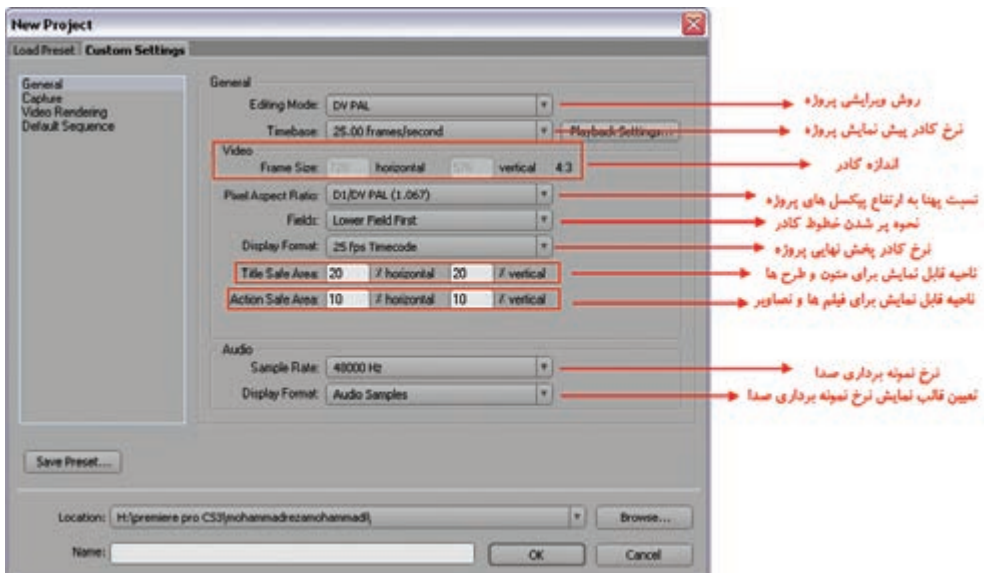 New Project
Load Preset Custom Settings
General
Capture
Video Rendering
Default Sequence
General
Editing Mode: DV PAL
روش ویرایشی پروژه
Timebase: 25.00 frames/second Playback Settings...
نرخ کادر پیش نمایش پروژه
Video
Frame Size: 720 horizontal 576 vertical 4:3
اندازه کادر
Pixel Aspect Ratio: D1/DV PAL (1.067)
نسبت پهنا به ارتفاع پیکسل های پروژه
Fields: Lower Field First
نحوه پر شدن خطوط کادر
Display Format: 25 fps Timecode
نرخ کادر پخش نهایی پروژه
Title Safe Area: 20 % horizontal 20 % vertical
ناحیه قابل نمایش برای متون و طرح ها
Action Safe Area: 10 % horizontal 10 % vertical
ناحیه قابل نمایش برای فیلم ها و تصاویر
Audio
Sample Rate: 48000 Hz
نرخ نمونه برداری صدا
Display Format: Audio Samples
تعیین قالب نمایش نرخ نمونه برداری صدا
Save Preset...
Location: H:\premiere pro CS3\mohammadrezamohammadi\ Browse...
Name: OK Cancel